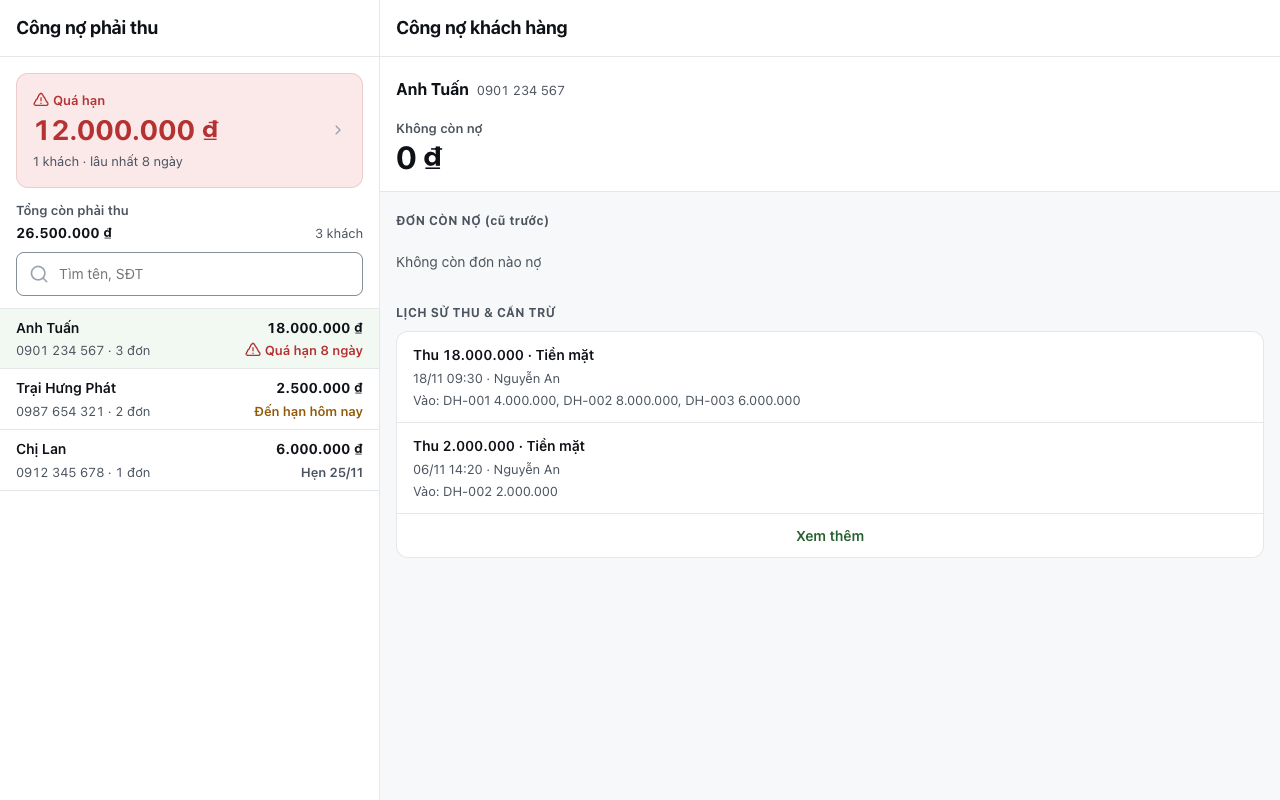 Công nợ phải thu
Quá hạn
12.000.000 ₫
1 khách · lâu nhất 8 ngày
Tổng còn phải thu
26.500.000 ₫ 3 khách
Tìm tên, SĐT
Anh Tuấn 18.000.000 ₫
0901 234 567 · 3 đơn Quá hạn 8 ngày
Trại Hưng Phát 2.500.000 ₫
0987 654 321 · 2 đơn Đến hạn hôm nay
Chị Lan 6.000.000 ₫
0912 345 678 · 1 đơn Hẹn 25/11
Công nợ khách hàng
Anh Tuấn 0901 234 567
Không còn nợ
0 ₫
ĐƠN CÒN NỢ (cũ trước)
Không còn đơn nào nợ
LỊCH SỬ THU & CẤN TRỪ
Thu 18.000.000 · Tiền mặt
18/11 09:30 · Nguyễn An
Vào: DH-001 4.000.000, DH-002 8.000.000, DH-003 6.000.000
Thu 2.000.000 · Tiền mặt
06/11 14:20 · Nguyễn An
Vào: DH-002 2.000.000
Xem thêm